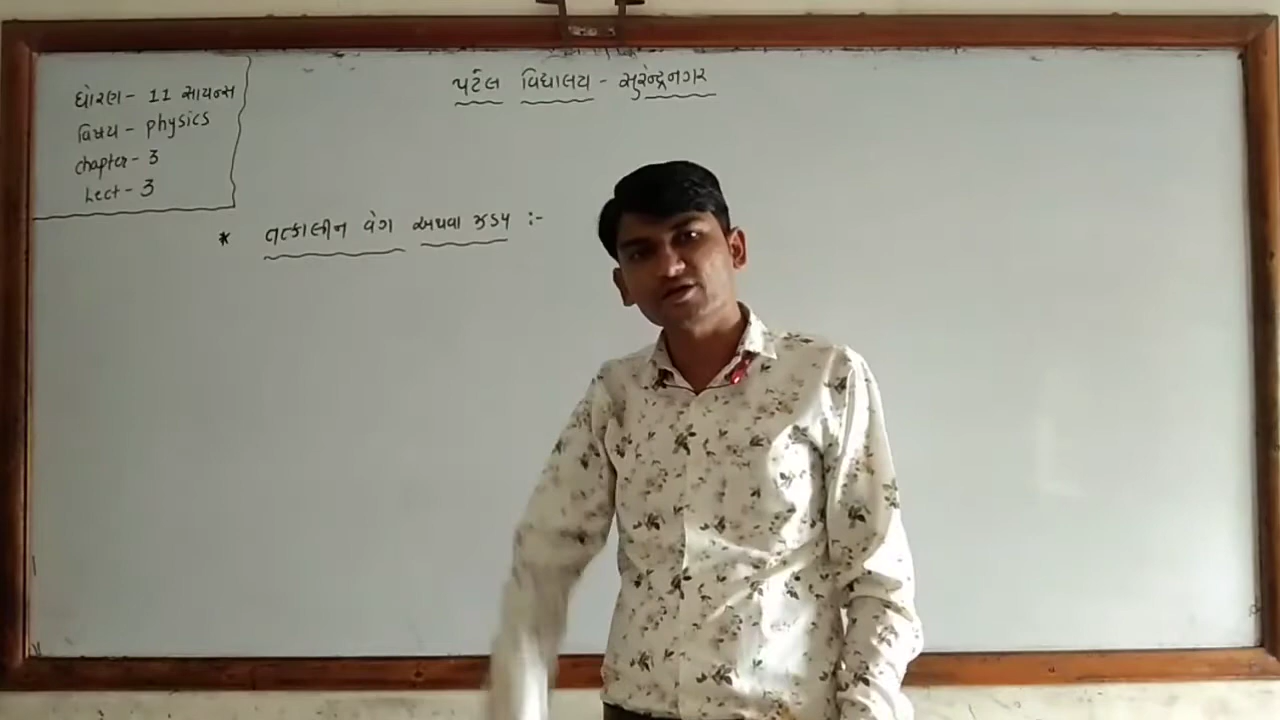 પટેલ વિદ્યાલય - સુરેન્દ્રનગર
ધોરણ - 11 સાયન્સ
વિષય - physics
chapter - 3
Lect - 3
* તત્કાલીન વેગ અથવા ઝડપ :-